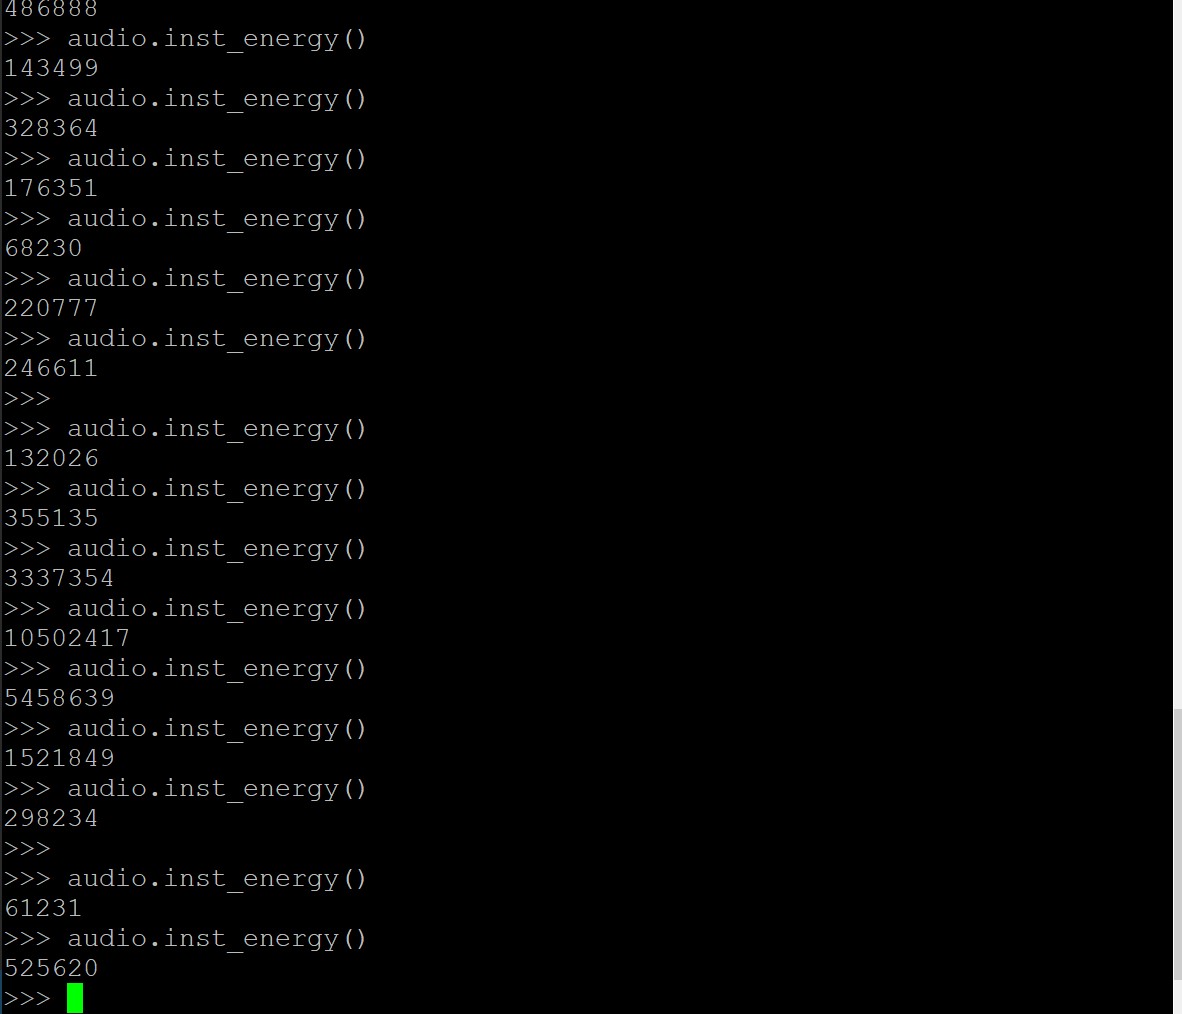 486888
>>> audio.inst_energy()
143499
>>> audio.inst_energy()
328364
>>> audio.inst_energy()
176351
>>> audio.inst_energy()
68230
>>> audio.inst_energy()
220777
>>> audio.inst_energy()
246611
>>>
>>> audio.inst_energy()
132026
>>> audio.inst_energy()
355135
>>> audio.inst_energy()
3337354
>>> audio.inst_energy()
10502417
>>> audio.inst_energy()
5458639
>>> audio.inst_energy()
1521849
>>> audio.inst_energy()
298234
>>>
>>> audio.inst_energy()
61231
>>> audio.inst_energy()
525620
>>>